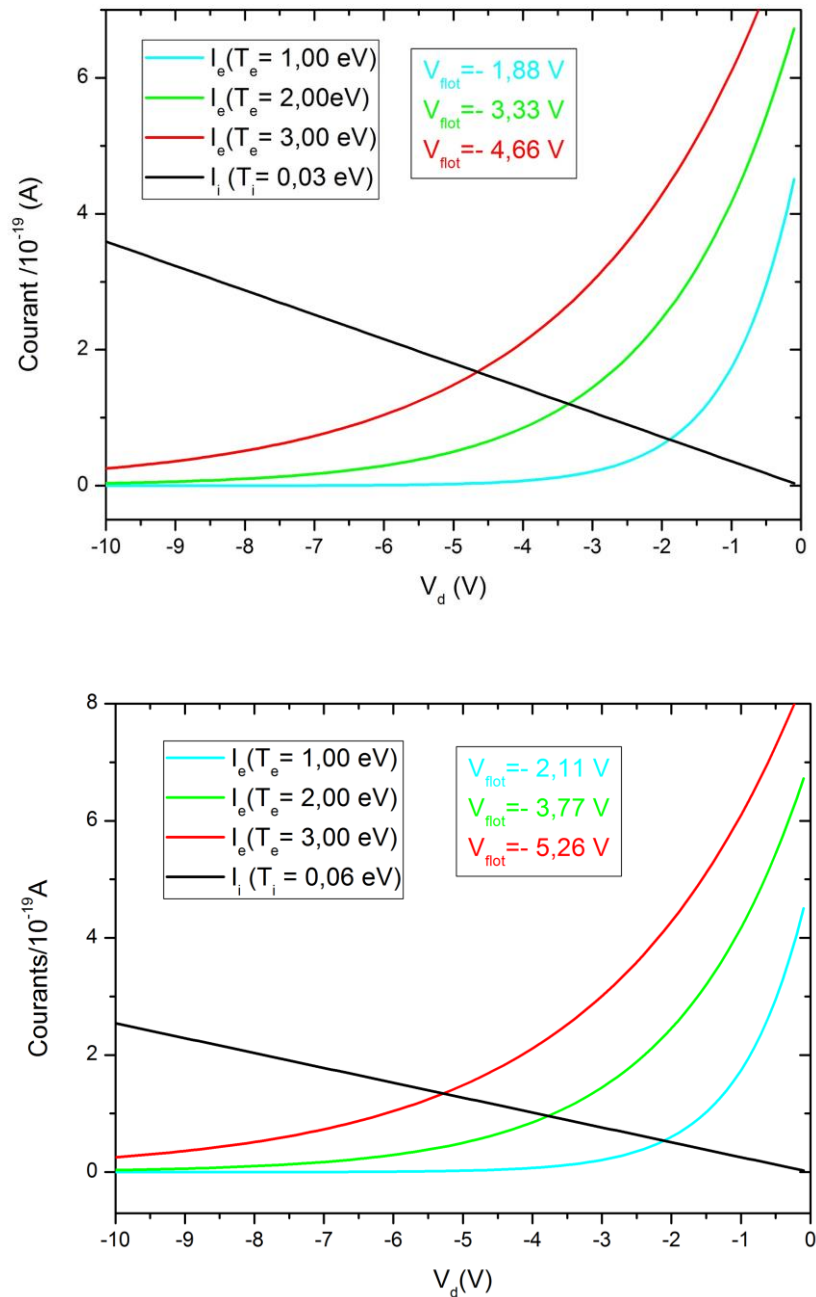 I_e(T_e= 1,00 eV)
I_e(T_e= 2,00eV)
I_e(T_e= 3,00 eV)
I_i (T_i= 0,03 eV)
V_flot=- 1,88 V
V_flot=- 3,33 V
V_flot=- 4,66 V
Courant /10^-19 (A)
6
4
2
0
-10 -9 -8 -7 -6 -5 -4 -3 -2 -1 0
V_d (V)
I_e(T_e= 1,00 eV)
I_e(T_e= 2,00 eV)
I_e(T_e= 3,00 eV)
I_i (T_i = 0,06 eV)
V_flot=- 2,11 V
V_flot=- 3,77 V
V_flot=- 5,26 V
Courants/10^-19A
8
6
4
2
0
-10 -9 -8 -7 -6 -5 -4 -3 -2 -1 0
V_d(V)